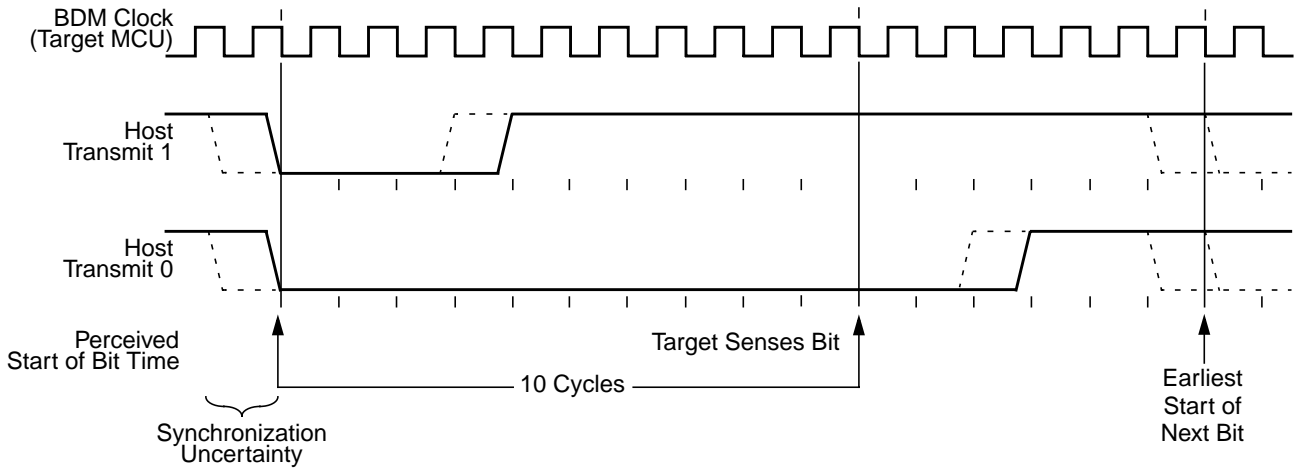 BDM Clock
(Target MCU)
Host
Transmit 1
Host
Transmit 0
Perceived
Start of Bit Time
Target Senses Bit
10 Cycles
Earliest
Start of
Next Bit
Synchronization
Uncertainty